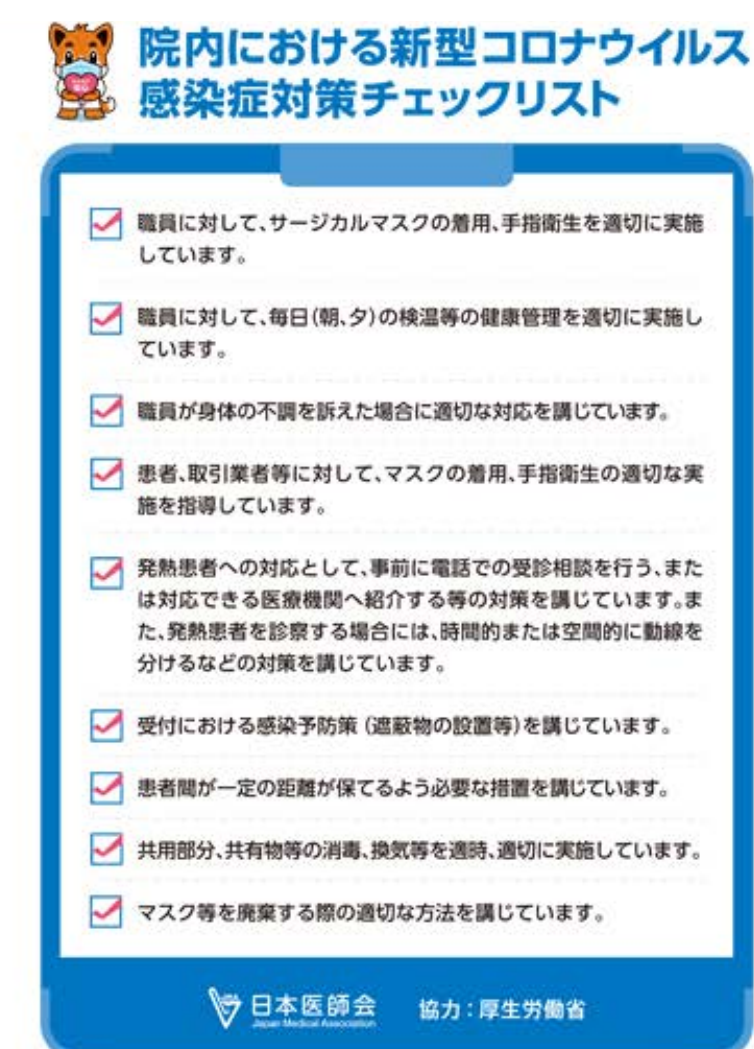 院内における新型コロナウイルス
感染症対策チェックリスト
職員に対して、サージカルマスクの着用、手指衛生を適切に実施
しています。
職員に対して、毎日(朝、夕)の検温等の健康管理を適切に実施し
ています。
職員が身体の不調を訴えた場合に適切な対応を講じています。
患者、取引業者等に対して、マスクの着用、手指衛生の適切な実
施を指導しています。
発熱患者への対応として、事前に電話での受診相談を行う、また
は対応できる医療機関へ紹介する等の対策を講じています。ま
た、発熱患者を診察する場合には、時間的または空間的に動線を
分けるなどの対策を講じています。
受付における感染予防策 (遮蔽物の設置等)を講じています。
患者間が一定の距離が保てるよう必要な措置を講じています。
共用部分、共有物等の消毒、換気等を適時、適切に実施しています。
マスク等を廃棄する際の適切な方法を講じています。
日本医師会 協力:厚生労働省
Japan Medical Association